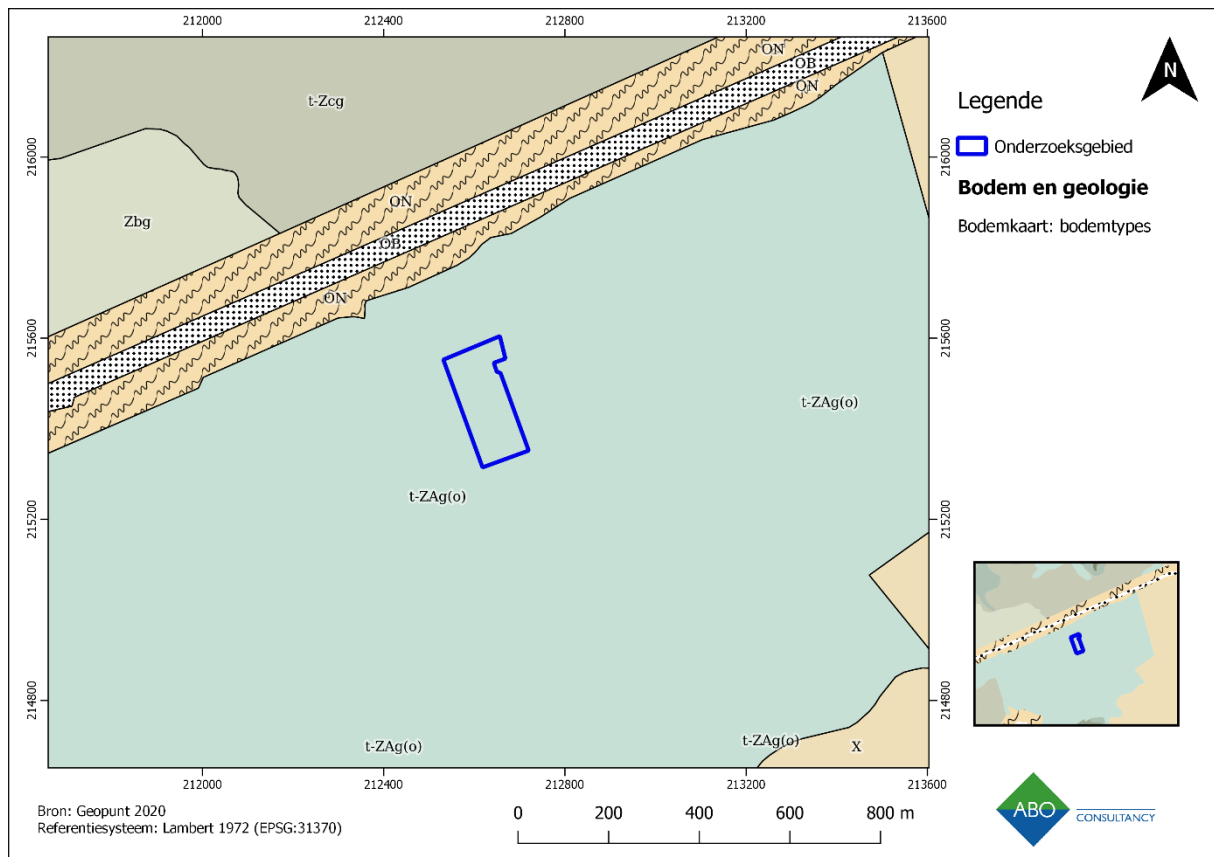 212000 212400 212800 213200 213600
N
ON
OB
ON
t-Zcg
Legende
Onderzoeksgebied
Bodem en geologie
Bodemkaart: bodemtypes
216000 216000
ON
Zbg
OB
ON
215600 215600
t-ZAg(o)
t-ZAg(o)
215200 215200
214800 214800
t-ZAg(o)
t-ZAg(o)
X
212000 212400 212800 213200 213600
Bron: Geopunt 2020
Referentiesysteem: Lambert 1972 (EPSG:31370)
0 200 400 600 800 m
ABO
CONSULTANCY